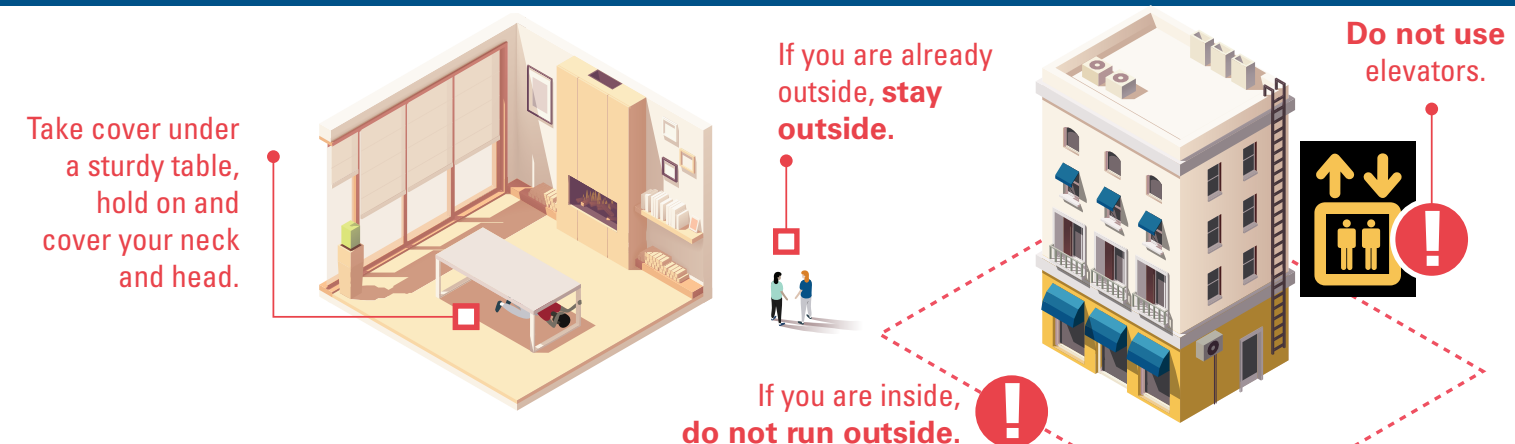 Take cover under
a sturdy table,
hold on and
cover your neck
and head.
If you are already
outside, stay
outside.
Do not use
elevators.
If you are inside,
do not run outside.